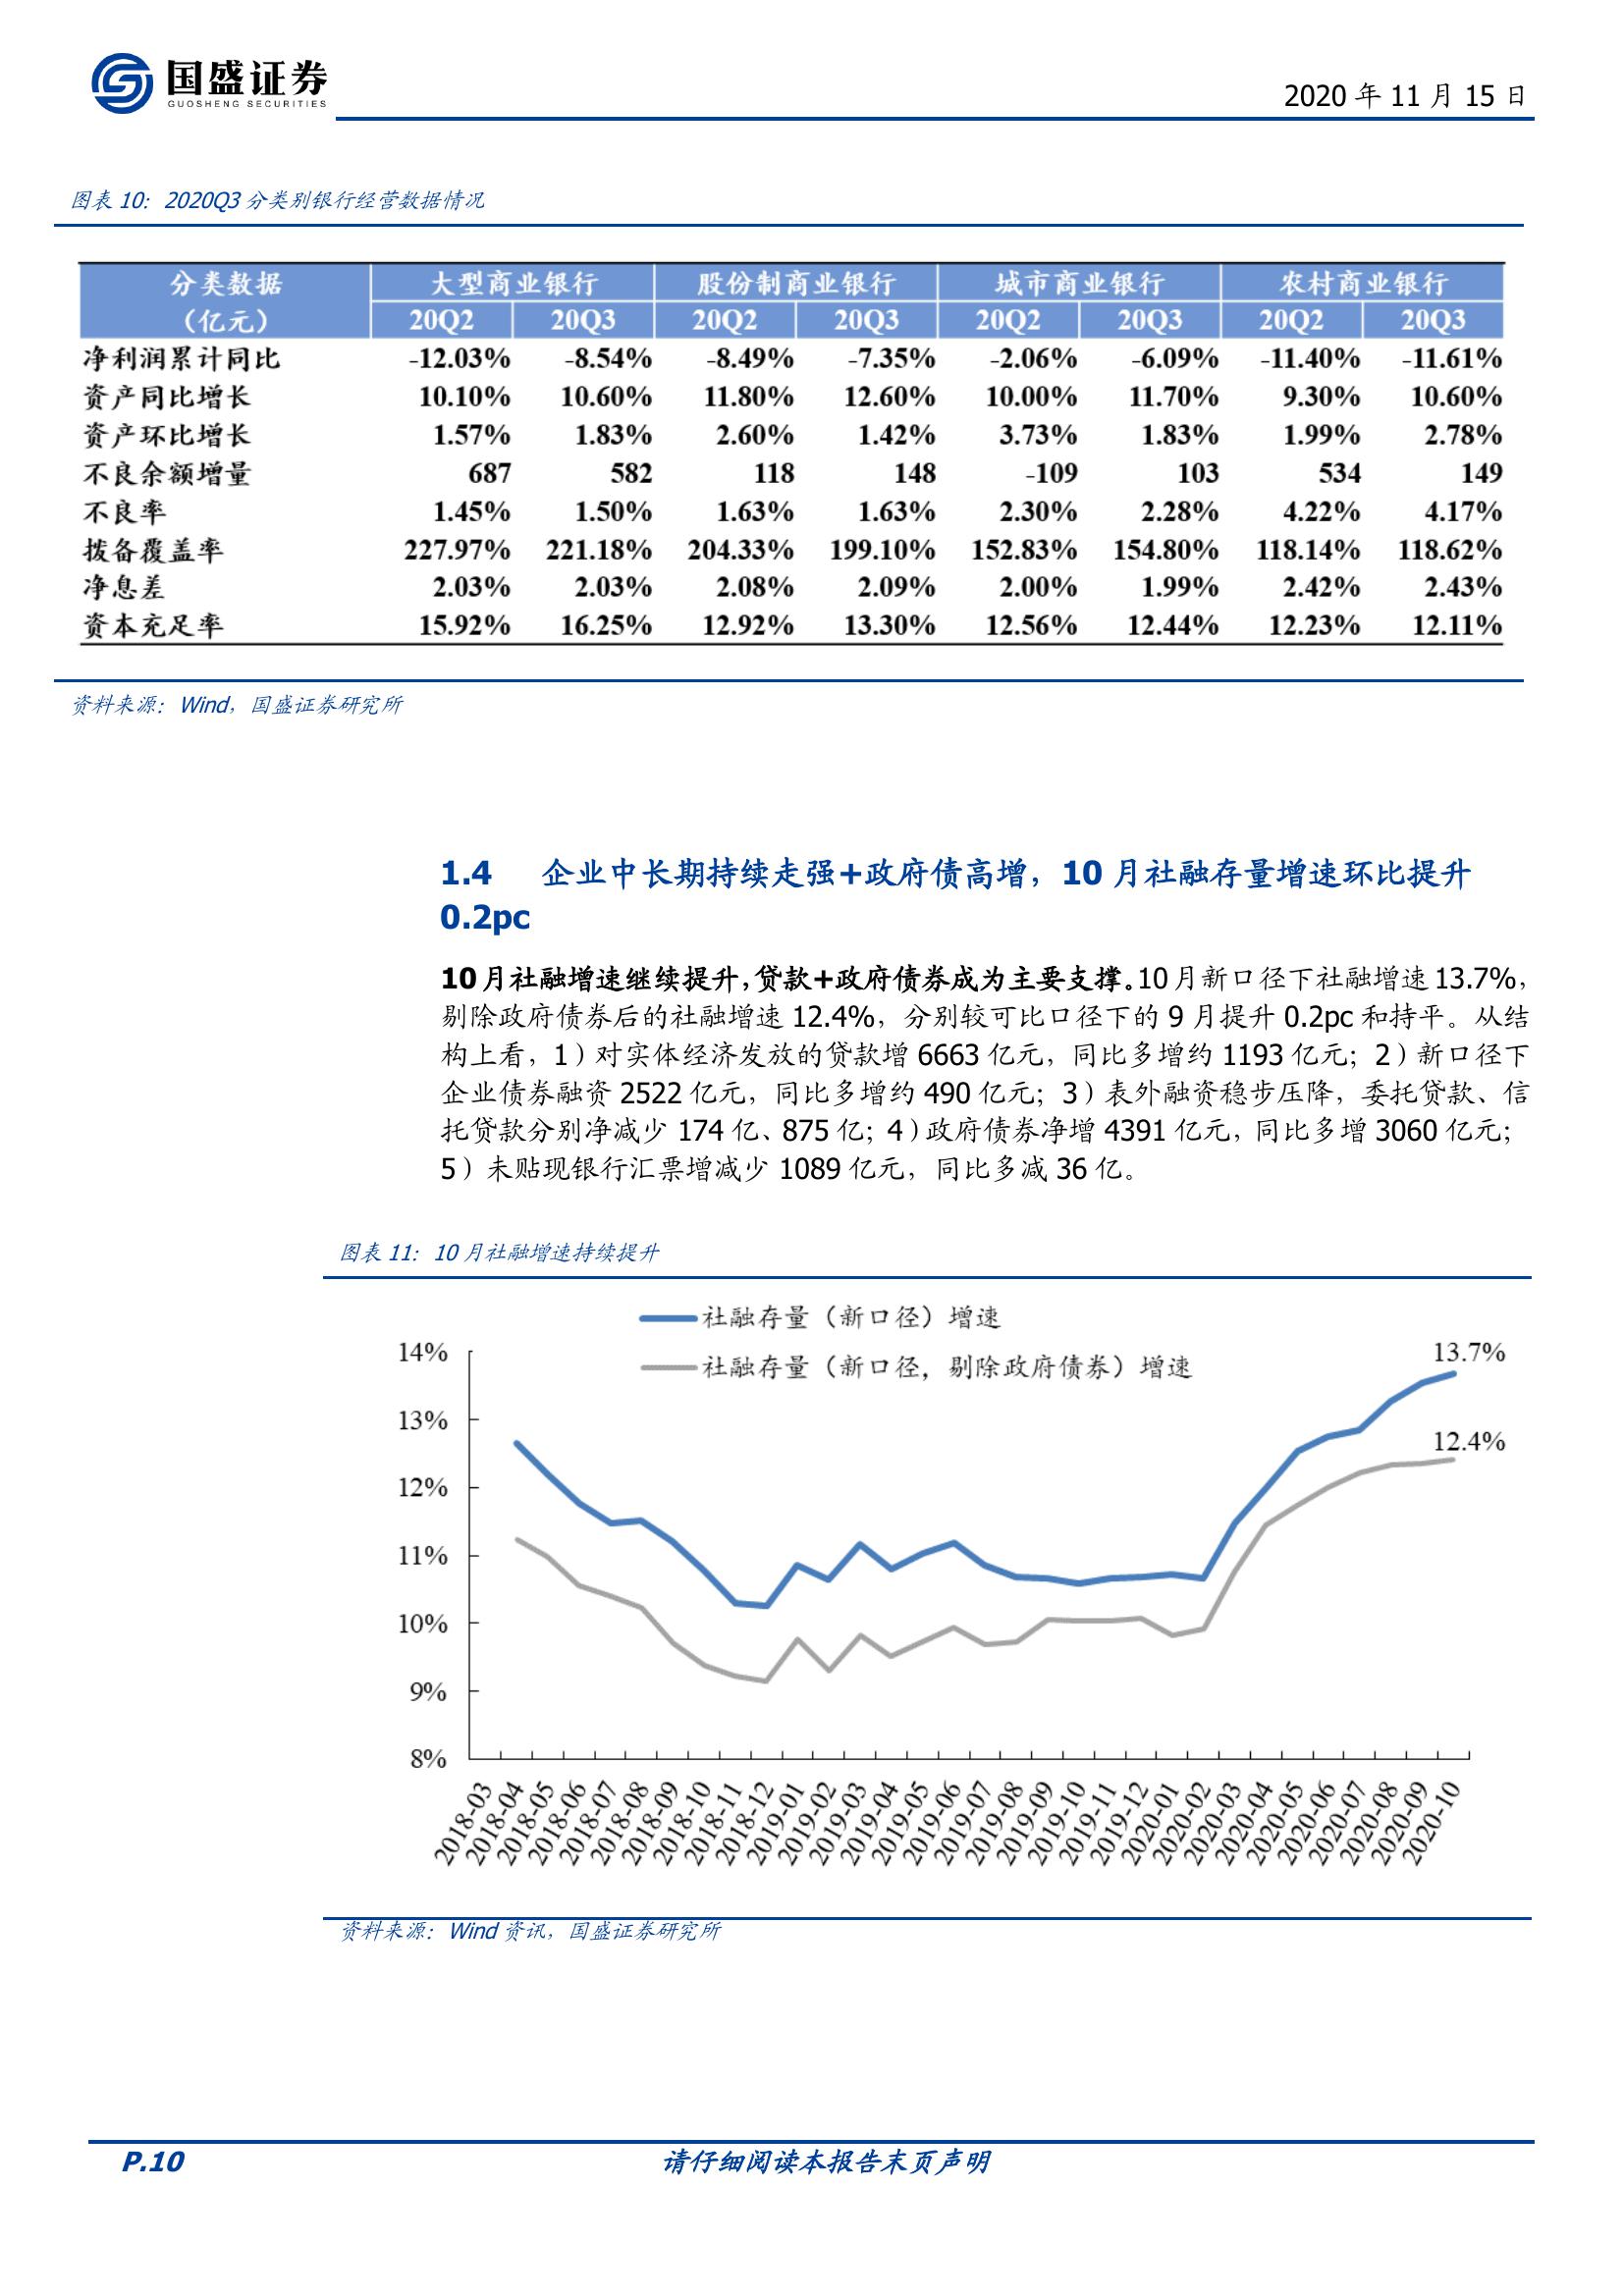 国盛证券
GUOSHENG SECURITIES
2020 年 11 月 15 日
图表 10：2020Q3 分类别银行经营数据情况
分类数据 大型商业银行 股份制商业银行 城市商业银行 农村商业银行
（亿元） 20Q2 20Q3 20Q2 20Q3 20Q2 20Q3 20Q2 20Q3
净利润累计同比 -12.03% -8.54% -8.49% -7.35% -2.06% -6.09% -11.40% -11.61%
资产同比增长 10.10% 10.60% 11.80% 12.60% 10.00% 11.70% 9.30% 10.60%
资产环比增长 1.57% 1.83% 2.60% 1.42% 3.73% 1.83% 1.99% 2.78%
不良余额增量 687 582 118 148 -109 103 534 149
不良率 1.45% 1.50% 1.63% 1.63% 2.30% 2.28% 4.22% 4.17%
拨备覆盖率 227.97% 221.18% 204.33% 199.10% 152.83% 154.80% 118.14% 118.62%
净息差 2.03% 2.03% 2.08% 2.09% 2.00% 1.99% 2.42% 2.43%
资本充足率 15.92% 16.25% 12.92% 13.30% 12.56% 12.44% 12.23% 12.11%
资料来源：Wind，国盛证券研究所
1.4 企业中长期持续走强+政府债高增，10 月社融存量增速环比提升
0.2pc
10 月社融增速继续提升，贷款+政府债券成为主要支撑。10 月新口径下社融增速 13.7%，
剔除政府债券后的社融增速 12.4%，分别较可比口径下的 9 月提升 0.2pc 和持平。从结
构上看，1）对实体经济发放的贷款增 6663 亿元，同比多增约 1193 亿元；2）新口径下
企业债券融资 2522 亿元，同比多增约 490 亿元；3）表外融资稳步压降，委托贷款、信
托贷款分别净减少 174 亿、875 亿；4）政府债券净增 4391 亿元，同比多增 3060 亿元；
5）未贴现银行汇票增减少 1089 亿元，同比多减 36 亿。
图表 11：10 月社融增速持续提升
社融存量（新口径）增速
社融存量（新口径，剔除政府债券）增速
14%
13%
12%
11%
10%
9%
8%
13.7%
12.4%
2018-03
2018-04
2018-05
2018-06
2018-07
2018-08
2018-09
2018-10
2018-11
2018-12
2019-01
2019-02
2019-03
2019-04
2019-05
2019-06
2019-07
2019-08
2019-09
2019-10
2019-11
2019-12
2020-01
2020-02
2020-03
2020-04
2020-05
2020-06
2020-07
2020-08
2020-09
2020-10
资料来源：Wind 资讯，国盛证券研究所
P.10 请仔细阅读本报告末页声明